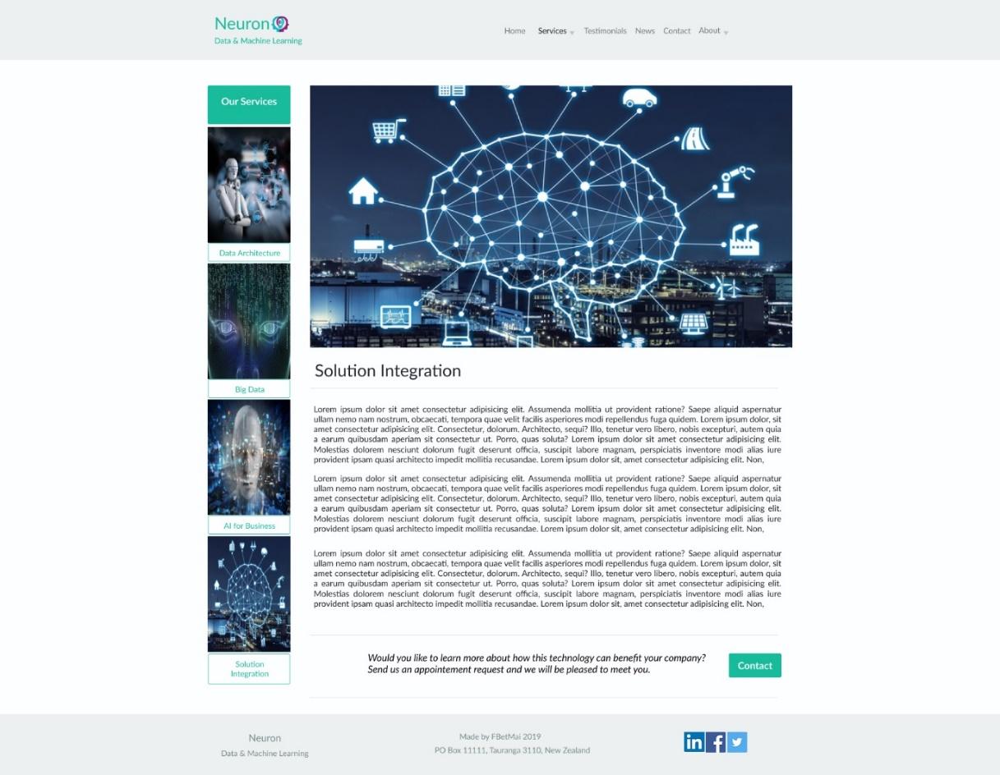 Neuron
Data & Machine Learning
Home Services Testimonials News Contact About
Our Services
Data Architecture
Big Data
AI for Business
Solution
Integration
Solution Integration
Lorem ipsum dolor sit amet consectetur adipisicing elit. Assumenda mollitia ut provident ratione? Saepe aliquid aspernatur
ullam nemo nam nostrum, obcaecati, tempora quae velit facilis asperiores modi repellendus fuga quidem. Lorem ipsum dolor, sit
amet consectetur adipisicing elit. Consectetur, dolorum. Architecto, sequi? Illo, tenetur vero libero, nobis excepturi, autem quia
a earum quibusdam aperiam sit consectetur ut. Porro, quas soluta? Lorem ipsum dolor sit amet consectetur adipisicing elit.
Molestias dolorem nesciunt dolorum fugit deserunt officia, suscipit labore magnam, perspiciatis inventore modi alias iure
provident ipsam quasi architecto impedit mollitia recusandae. Lorem ipsum dolor sit, amet consectetur adipisicing elit. Non,
Lorem ipsum dolor sit amet consectetur adipisicing elit. Assumenda mollitia ut provident ratione? Saepe aliquid aspernatur
ullam nemo nam nostrum, obcaecati, tempora quae velit facilis asperiores modi repellendus fuga quidem. Lorem ipsum dolor, sit
amet consectetur adipisicing elit. Consectetur, dolorum. Architecto, sequi? Illo, tenetur vero libero, nobis excepturi, autem quia
a earum quibusdam aperiam sit consectetur ut. Porro, quas soluta? Lorem ipsum dolor sit amet consectetur adipisicing elit.
Molestias dolorem nesciunt dolorum fugit deserunt officia, suscipit labore magnam, perspiciatis inventore modi alias iure
provident ipsam quasi architecto impedit mollitia recusandae. Lorem ipsum dolor sit, amet consectetur adipisicing elit. Non,
Lorem ipsum dolor sit amet consectetur adipisicing elit. Assumenda mollitia ut provident ratione? Saepe aliquid aspernatur
ullam nemo nam nostrum, obcaecati, tempora quae velit facilis asperiores modi repellendus fuga quidem. Lorem ipsum dolor, sit
amet consectetur adipisicing elit. Consectetur, dolorum. Architecto, sequi? Illo, tenetur vero libero, nobis excepturi, autem quia
a earum quibusdam aperiam sit consectetur ut. Porro, quas soluta? Lorem ipsum dolor sit amet consectetur adipisicing elit.
Molestias dolorem nesciunt dolorum fugit deserunt officia, suscipit labore magnam, perspiciatis inventore modi alias iure
provident ipsam quasi architecto impedit mollitia recusandae. Lorem ipsum dolor sit, amet consectetur adipisicing elit. Non,
Would you like to learn more about how this technology can benefit your company?
Send us an appointement request and we will be pleased to meet you.
Contact
Neuron
Data & Machine Learning
Made by FBetMai 2019
PO Box 11111, Tauranga 3110, New Zealand
in f